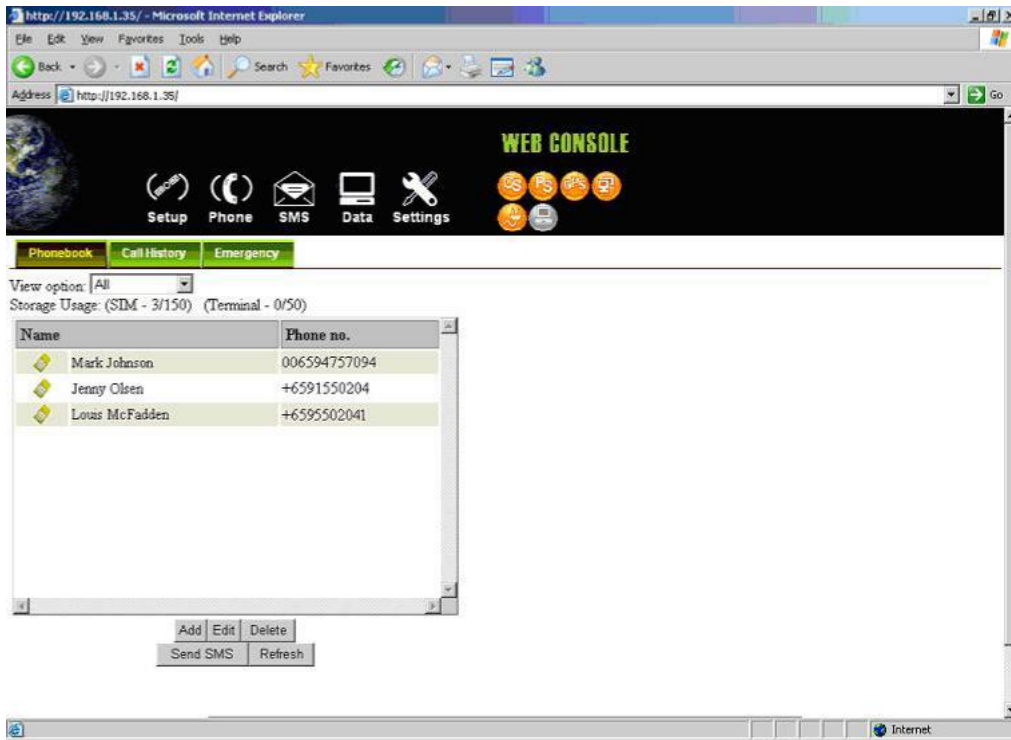 http://192.168.1.35/ - Microsoft Internet Explorer
File Edit View Favorites Tools Help
Back Search Favorites
Address http://192.168.1.35/ Go
WEB CONSOLE
CS PS GPS
Setup Phone SMS Data Settings
Phonebook Call History Emergency
View option: All
Storage Usage: (SIM - 3/150) (Terminal - 0/50)
Name Phone no.
Mark Johnson 006594757094
Jenny Olsen +6591550204
Louis McFadden +6595502041
Add Edit Delete
Send SMS Refresh
Internet